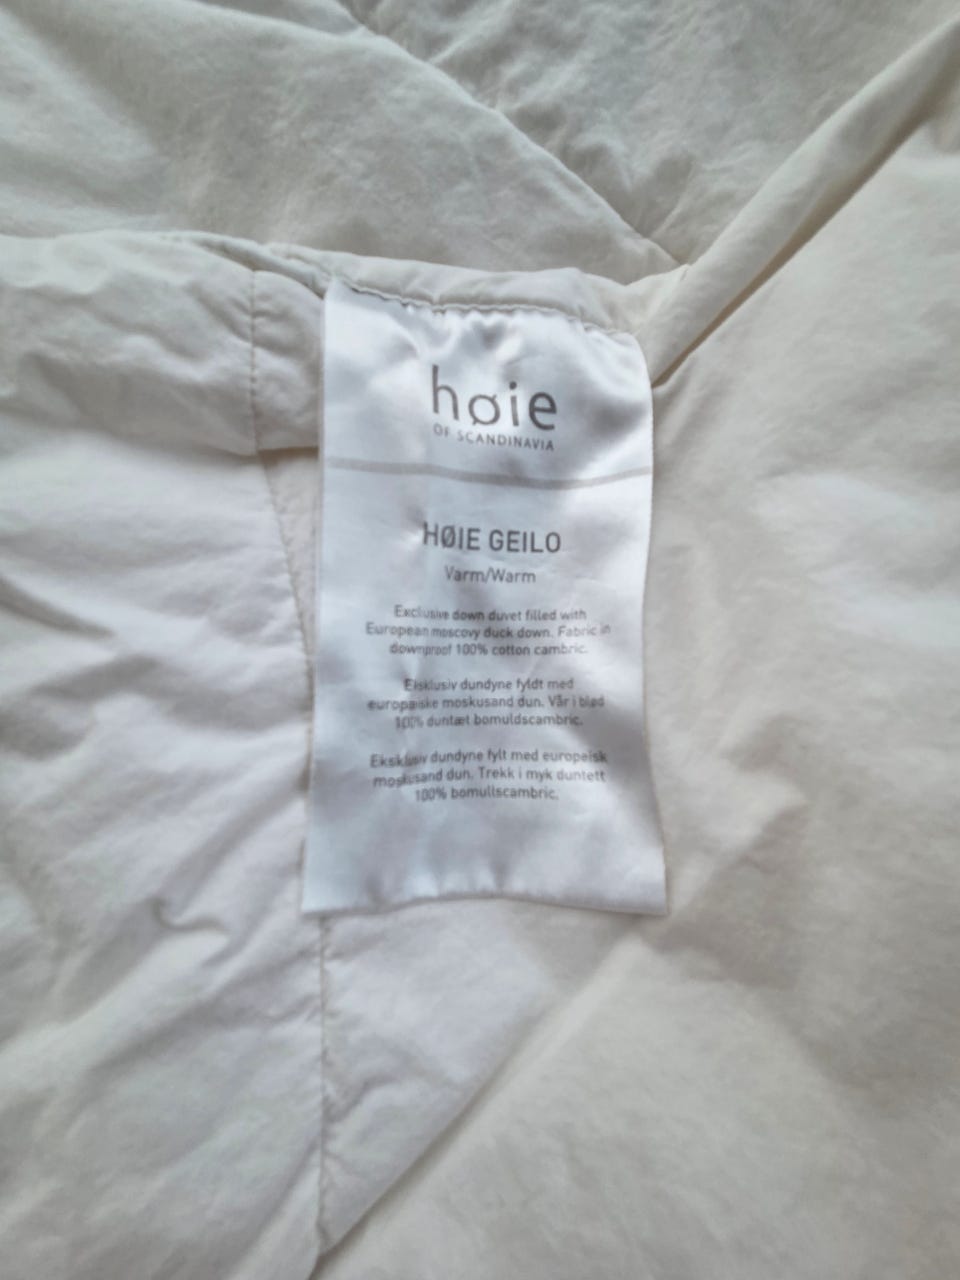 høie
OF SCANDINAVIA
HØIE GEILO
Varm/Warm
Exclusive down duvet filled with
European moscovy duck down. Fabric in
downproof 100% cotton cambric.
Eksklusiv dundyne fyldt med
europæiske moskusand dun. Vår i blød
100% duntæt bomuldscambric.
Eksklusiv dundyne fylt med europeisk
moskusand dun. Trekk i myk duntett
100% bomullscambric.